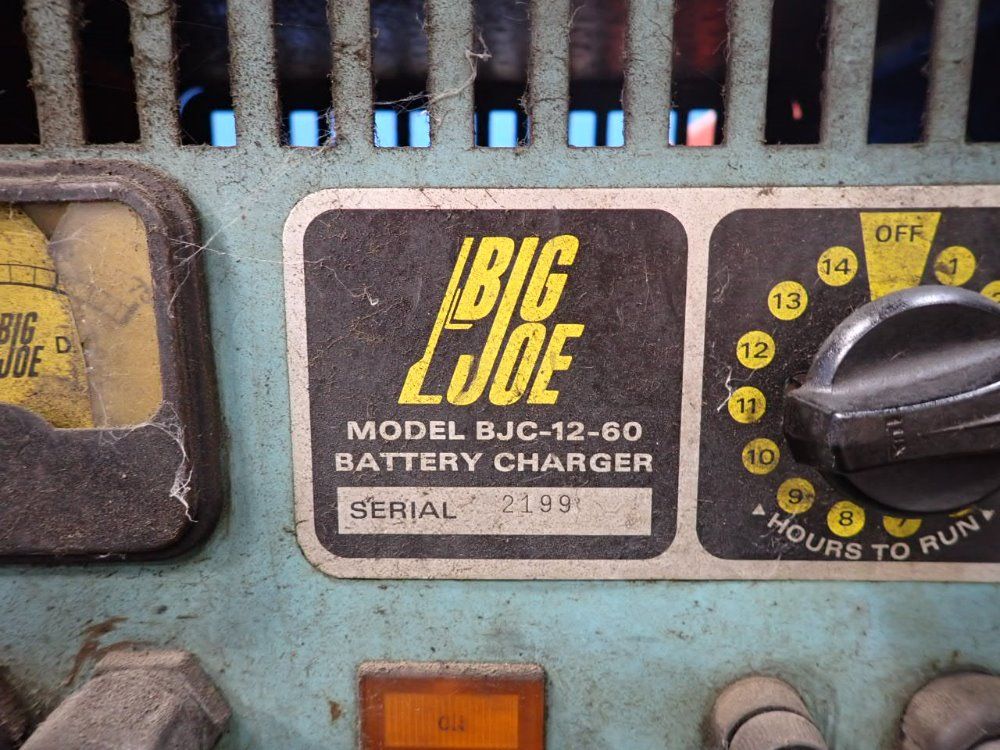 BIG
JOE
D.
BIG
JOE
MODEL BJC-12-60
BATTERY CHARGER
SERIAL 2199
OFF
1
14
13
12
11
10
9
8
7
HOURS TO RUN
ON